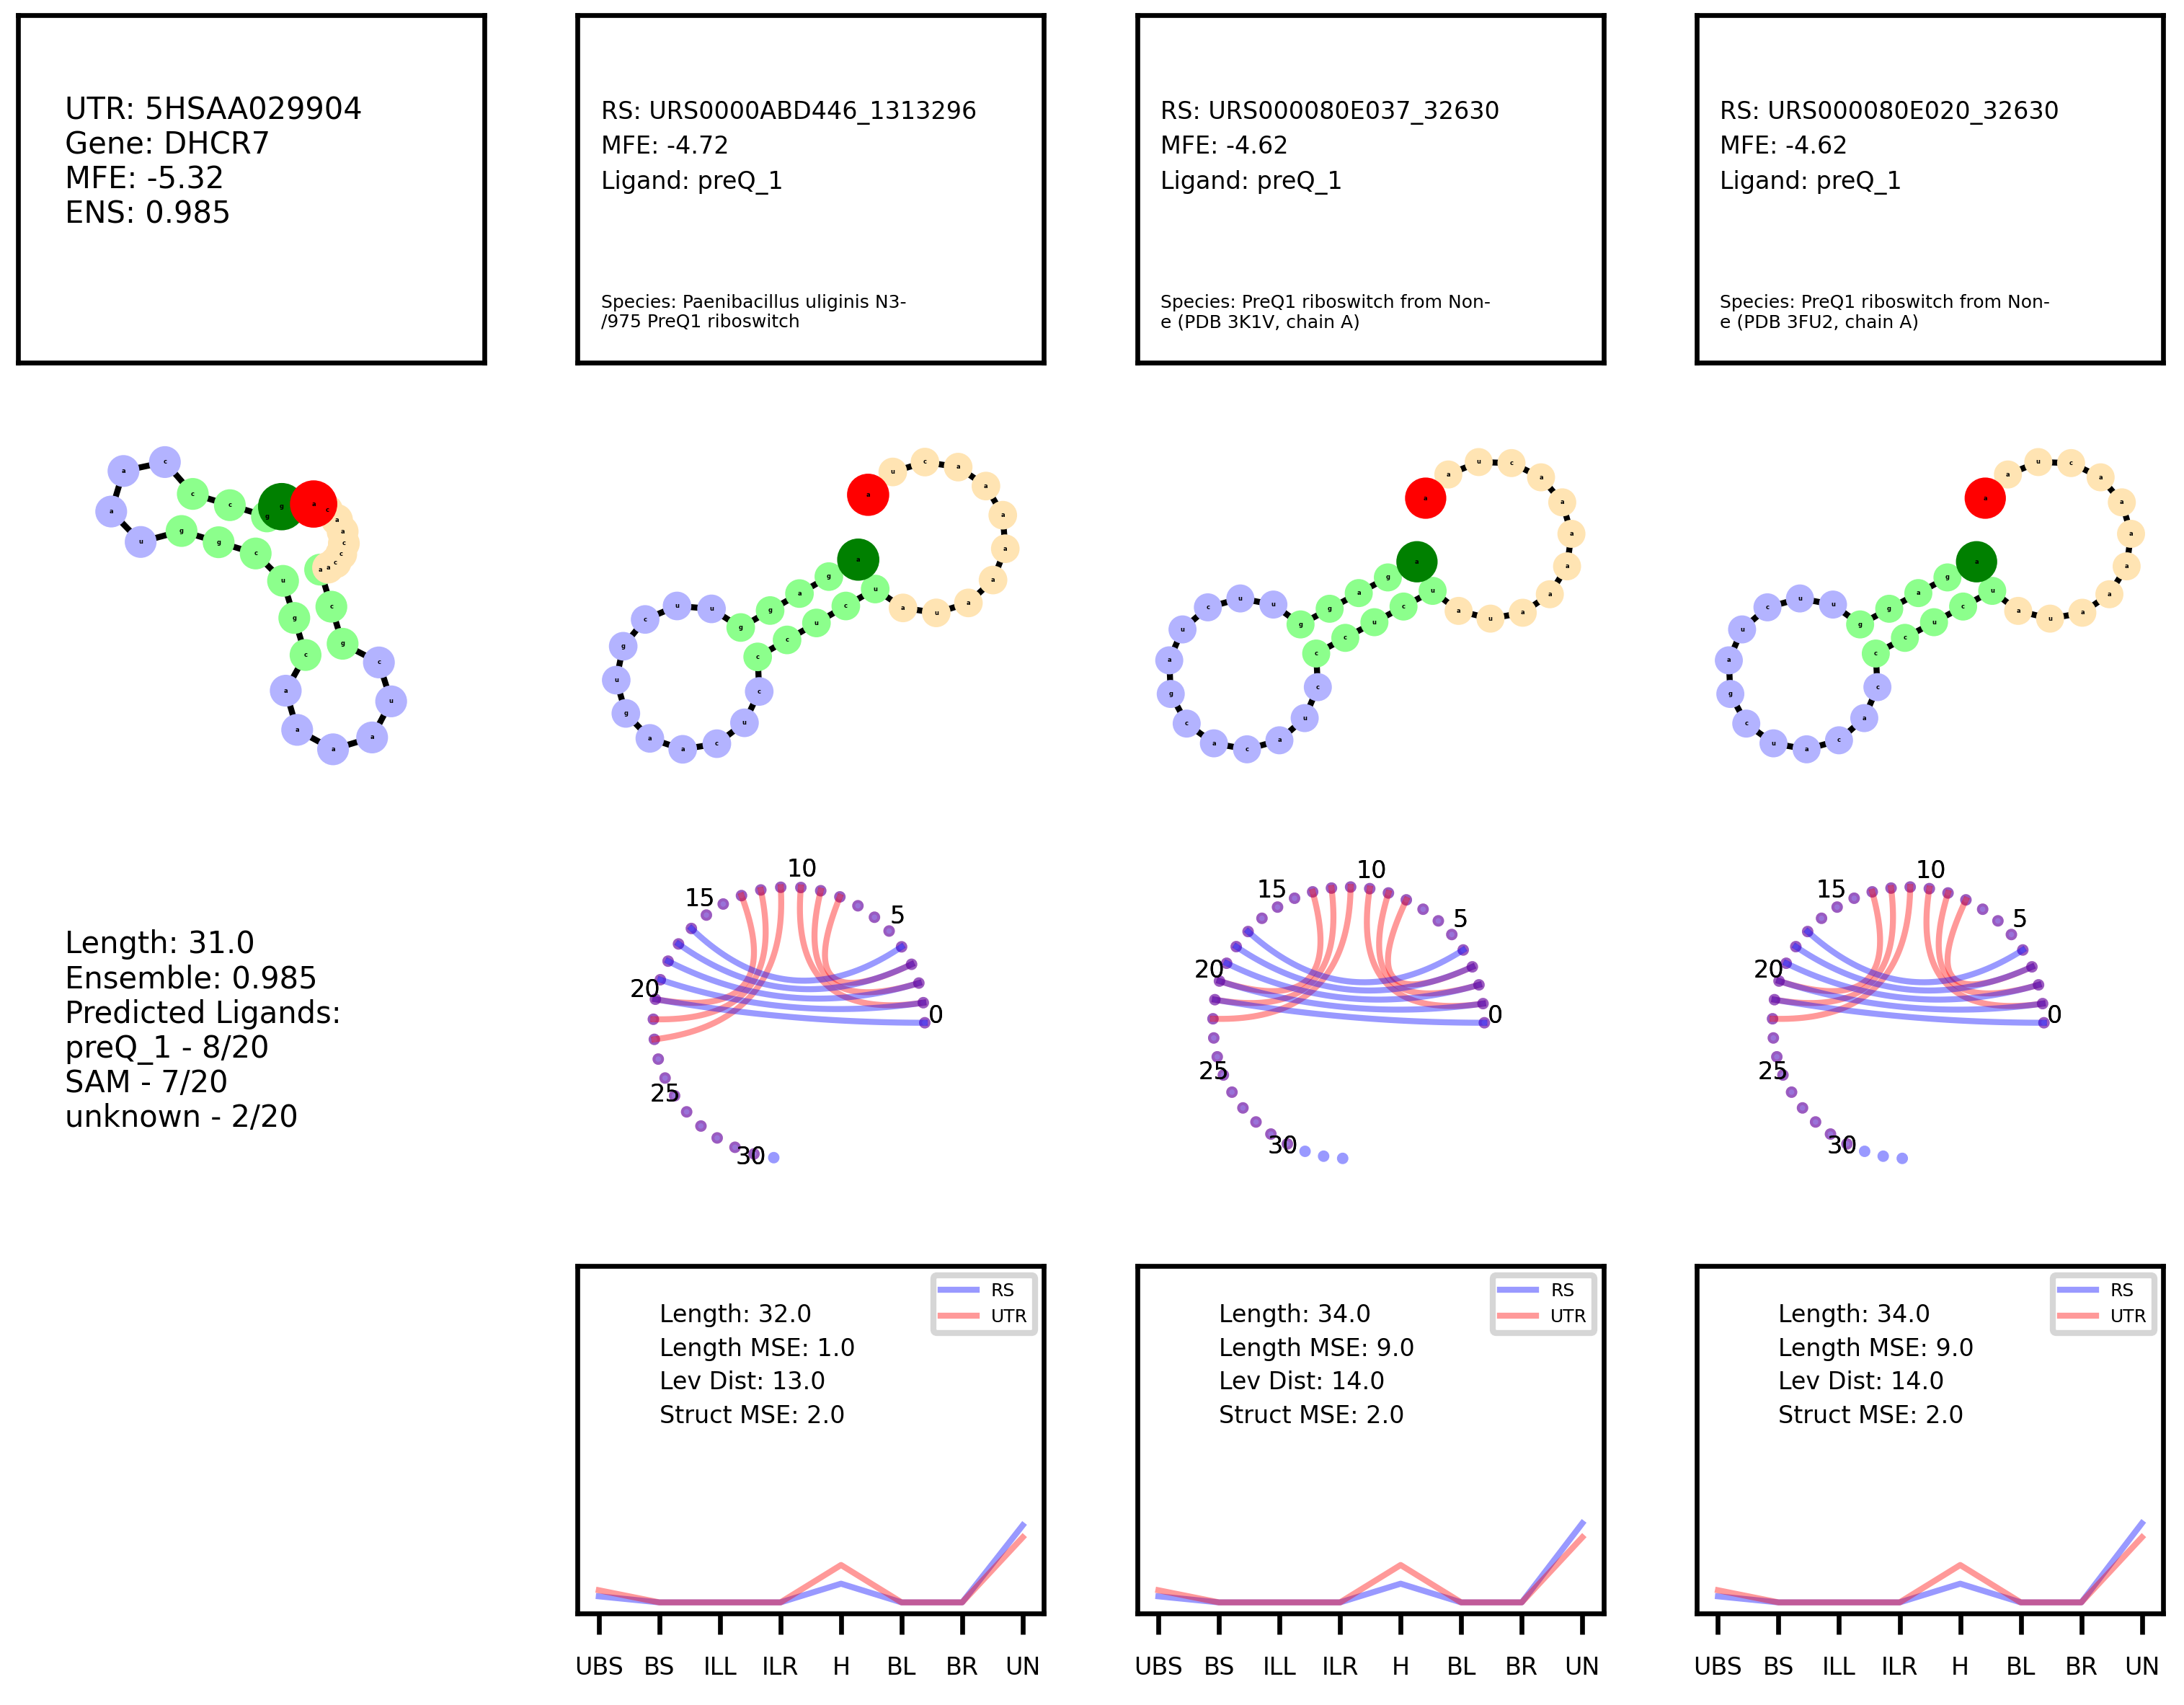 UTR: 5HSAA029904
Gene: DHCR7
MFE: -5.32
ENS: 0.985
RS: URS0000ABD446_1313296
MFE: -4.72
Ligand: preQ_1
Species: Paenibacillus uliginis N3-
/975 PreQ1 riboswitch
RS: URS000080E037_32630
MFE: -4.62
Ligand: preQ_1
Species: PreQ1 riboswitch from Non-
e (PDB 3K1V, chain A)
RS: URS000080E020_32630
MFE: -4.62
Ligand: preQ_1
Species: PreQ1 riboswitch from Non-
e (PDB 3FU2, chain A)
Length: 31.0
Ensemble: 0.985
Predicted Ligands:
preQ_1 - 8/20
SAM - 7/20
unknown - 2/20
0 5 10 15 20 25 30
0 5 10 15 20 25 30
0 5 10 15 20 25 30
RS
UTR
Length: 32.0
Length MSE: 1.0
Lev Dist: 13.0
Struct MSE: 2.0
UBS BS ILL ILR H BL BR UN
RS
UTR
Length: 34.0
Length MSE: 9.0
Lev Dist: 14.0
Struct MSE: 2.0
UBS BS ILL ILR H BL BR UN
RS
UTR
Length: 34.0
Length MSE: 9.0
Lev Dist: 14.0
Struct MSE: 2.0
UBS BS ILL ILR H BL BR UN